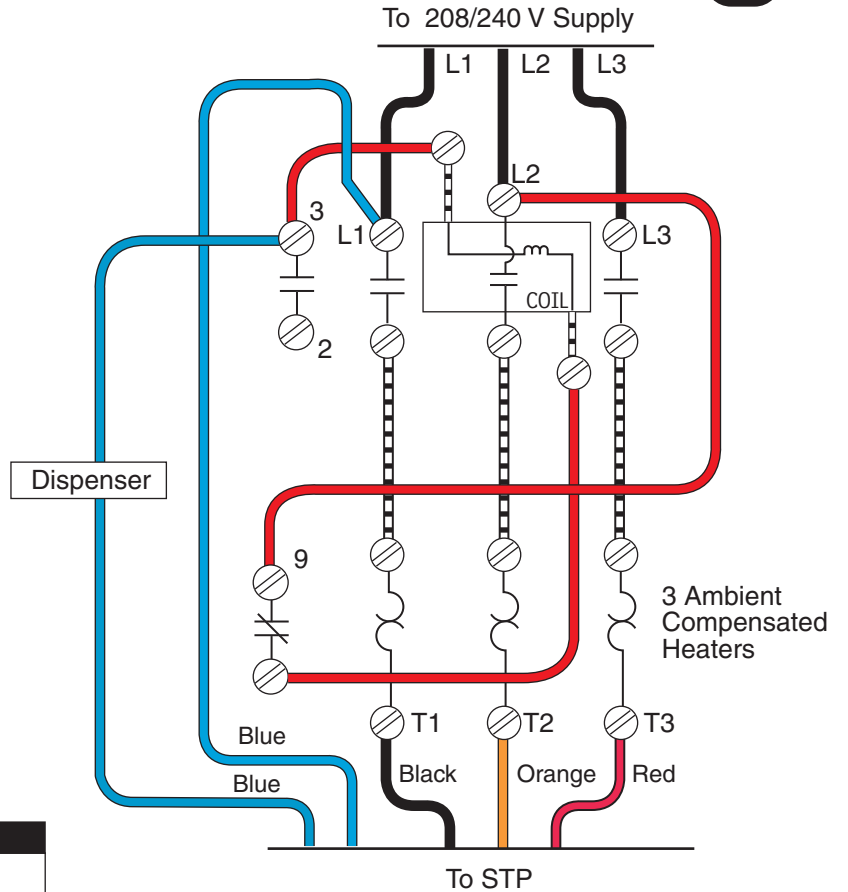 To 208/240 V Supply
L1
L2
L3
L2
3
L1
L3
COIL
2
Dispenser
9
3 Ambient
Compensated
Heaters
T1
T2
T3
Blue
Black
Orange
Red
Blue
To STP